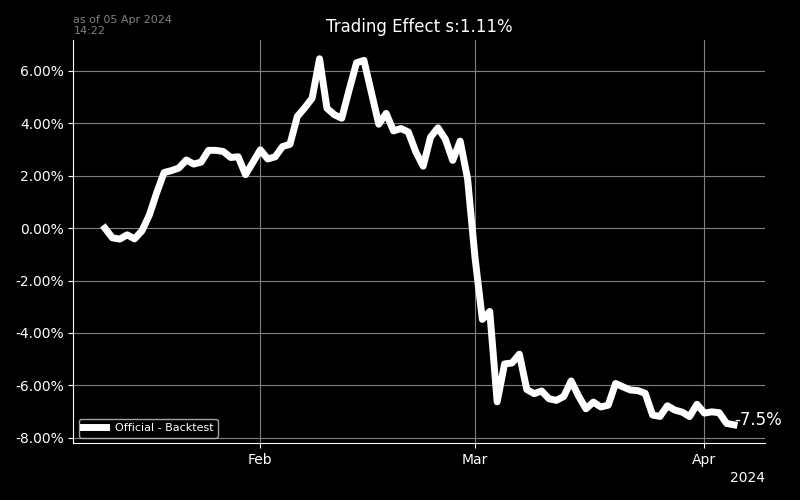 as of 05 Apr 2024
14:22
Trading Effect s:1.11%
6.00%
4.00%
2.00%
0.00%
-2.00%
-4.00%
-6.00%
-8.00%
-7.5%
Official - Backtest
Feb
Mar
Apr
2024